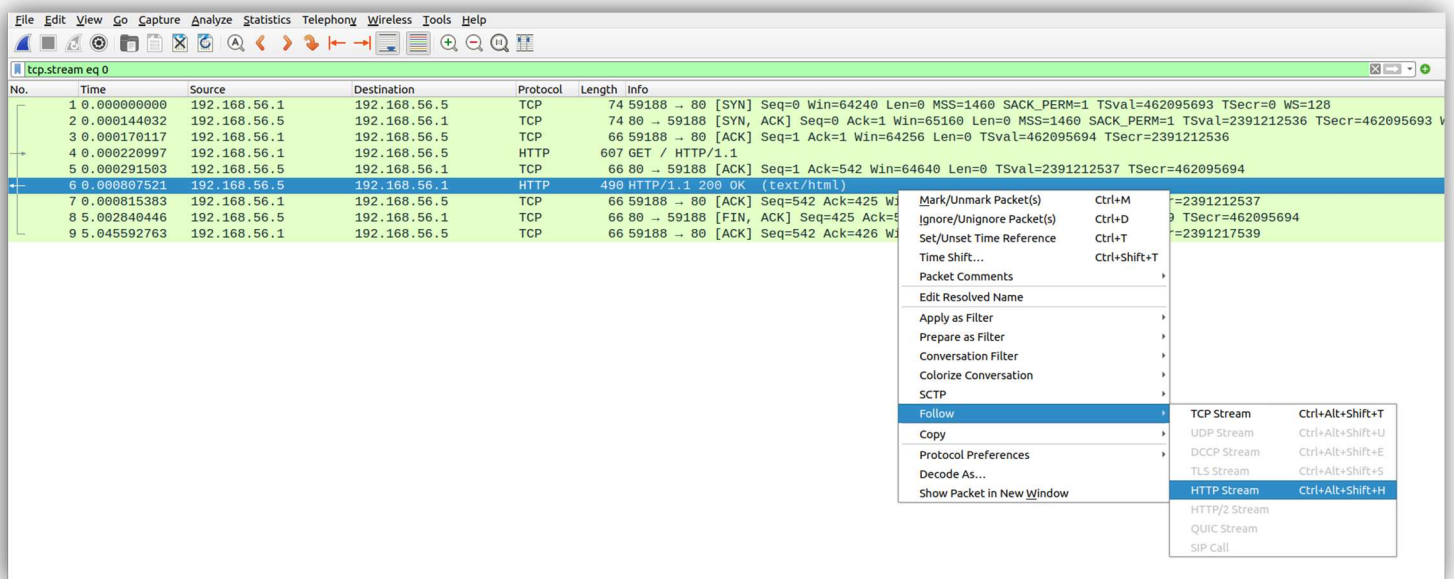 File Edit View Go Capture Analyze Statistics Telephony Wireless Tools Help
tcp.stream eq 0
No. Time Source Destination Protocol Length Info
1 0.000000000 192.168.56.1 192.168.56.5 TCP 74 59188 → 80 [SYN] Seq=0 Win=64240 Len=0 MSS=1460 SACK_PERM=1 TSval=462095693 TSecr=0 WS=128
2 0.000144032 192.168.56.5 192.168.56.1 TCP 74 80 → 59188 [SYN, ACK] Seq=0 Ack=1 Win=65160 Len=0 MSS=1460 SACK_PERM=1 TSval=2391212536 TSecr=462095693
3 0.000170117 192.168.56.1 192.168.56.5 TCP 66 59188 → 80 [ACK] Seq=1 Ack=1 Win=64256 Len=0 TSval=462095694 TSecr=2391212536
4 0.000220997 192.168.56.1 192.168.56.5 HTTP 607 GET / HTTP/1.1
5 0.000291503 192.168.56.5 192.168.56.1 TCP 66 80 → 59188 [ACK] Seq=1 Ack=542 Win=64640 Len=0 TSval=2391212537 TSecr=462095694
6 0.000807521 192.168.56.5 192.168.56.1 HTTP 490 HTTP/1.1 200 OK (text/html)
7 0.000815383 192.168.56.1 192.168.56.5 TCP 66 59188 → 80 [ACK] Seq=542 Ack=425 Wi =2391212537
8 5.002840446 192.168.56.5 192.168.56.1 TCP 66 80 → 59188 [FIN, ACK] Seq=425 Ack=5 TSecr=462095694
9 5.045592763 192.168.56.1 192.168.56.5 TCP 66 59188 → 80 [ACK] Seq=542 Ack=426 Wi =2391217539
Mark/Unmark Packet(s) Ctrl+M
Ignore/Unignore Packet(s) Ctrl+D
Set/Unset Time Reference Ctrl+T
Time Shift... Ctrl+Shift+T
Packet Comments
Edit Resolved Name
Apply as Filter
Prepare as Filter
Conversation Filter
Colorize Conversation
SCTP
Follow
Copy
Protocol Preferences
Decode As...
Show Packet in New Window
TCP Stream Ctrl+Alt+Shift+T
UDP Stream Ctrl+Alt+Shift+U
DCCP Stream Ctrl+Alt+Shift+E
TLS Stream Ctrl+Alt+Shift+S
HTTP Stream Ctrl+Alt+Shift+H
HTTP/2 Stream
QUIC Stream
SIP Call